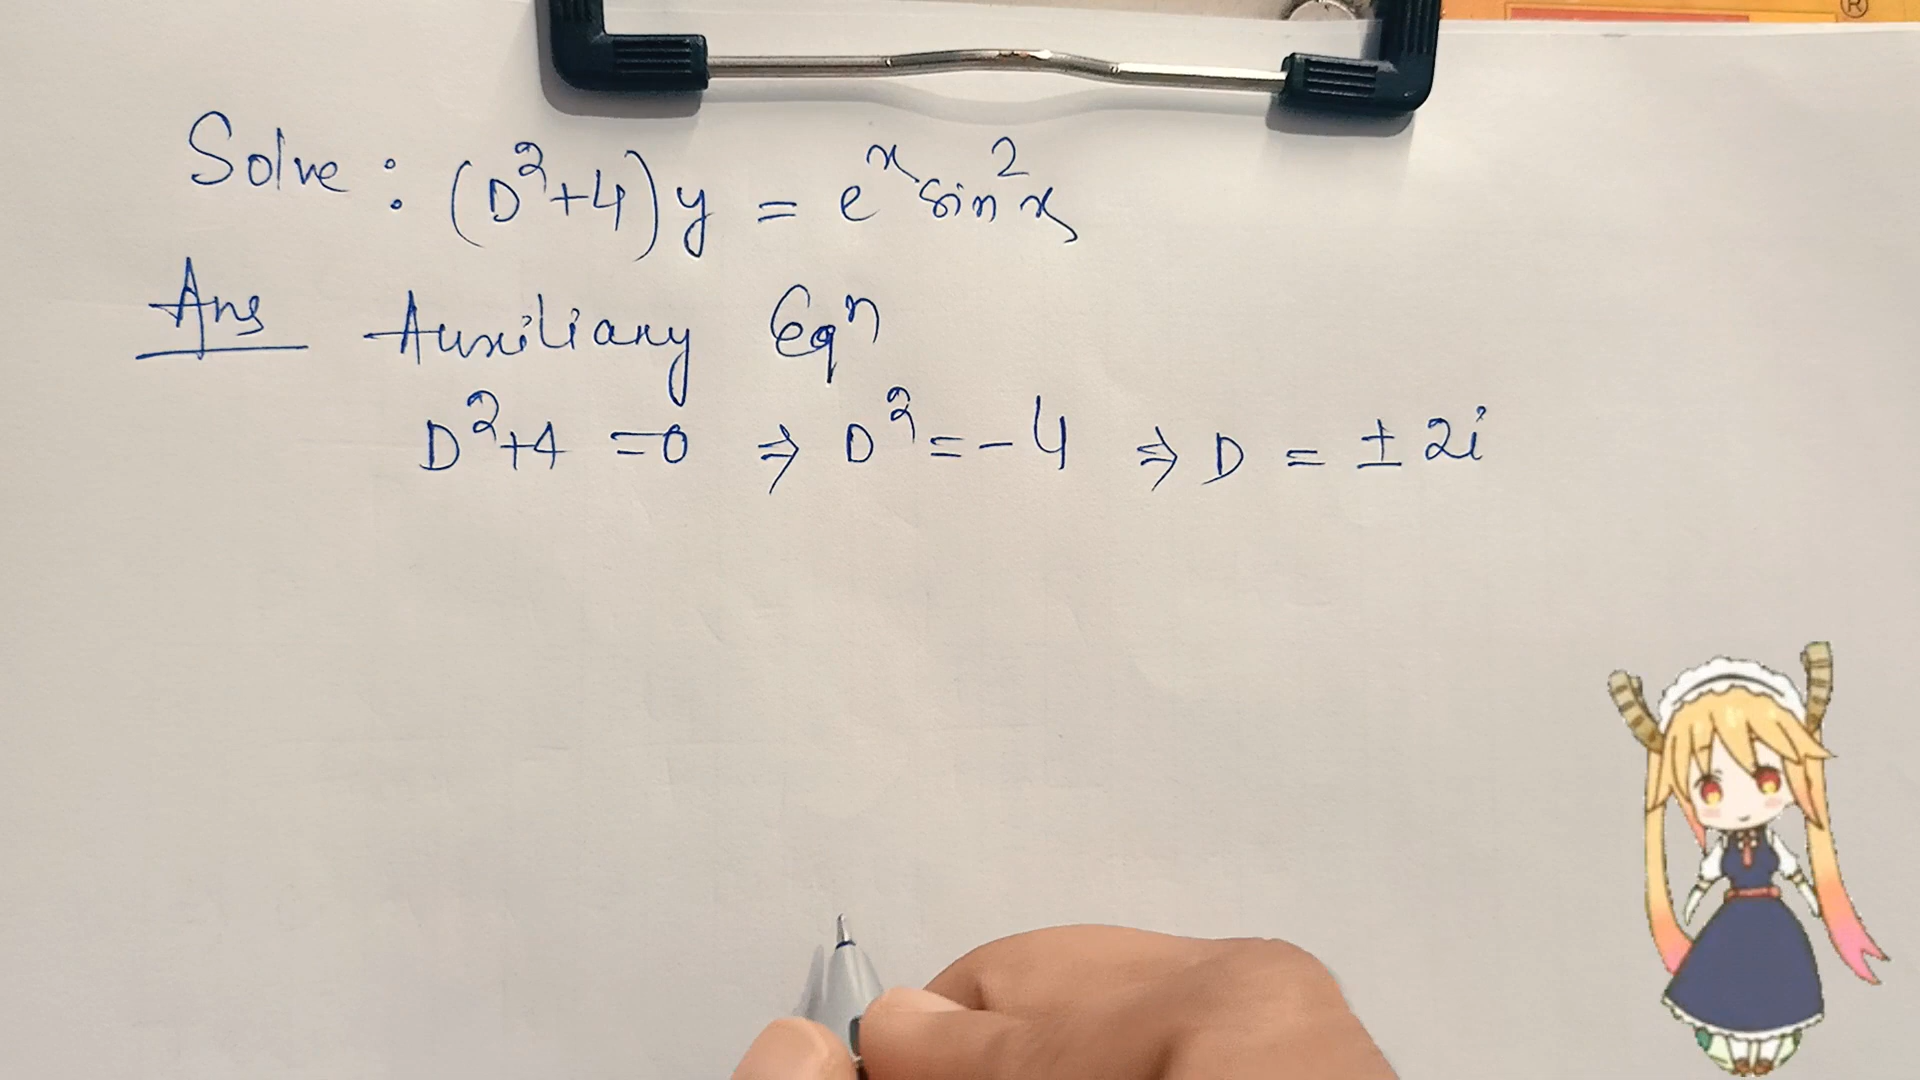 Solve : (D²+4)y = eˣ sin²x
Ans Auxiliary Eqⁿ
D²+4 =0 ⇒ D² = -4 ⇒ D = ± 2i
®